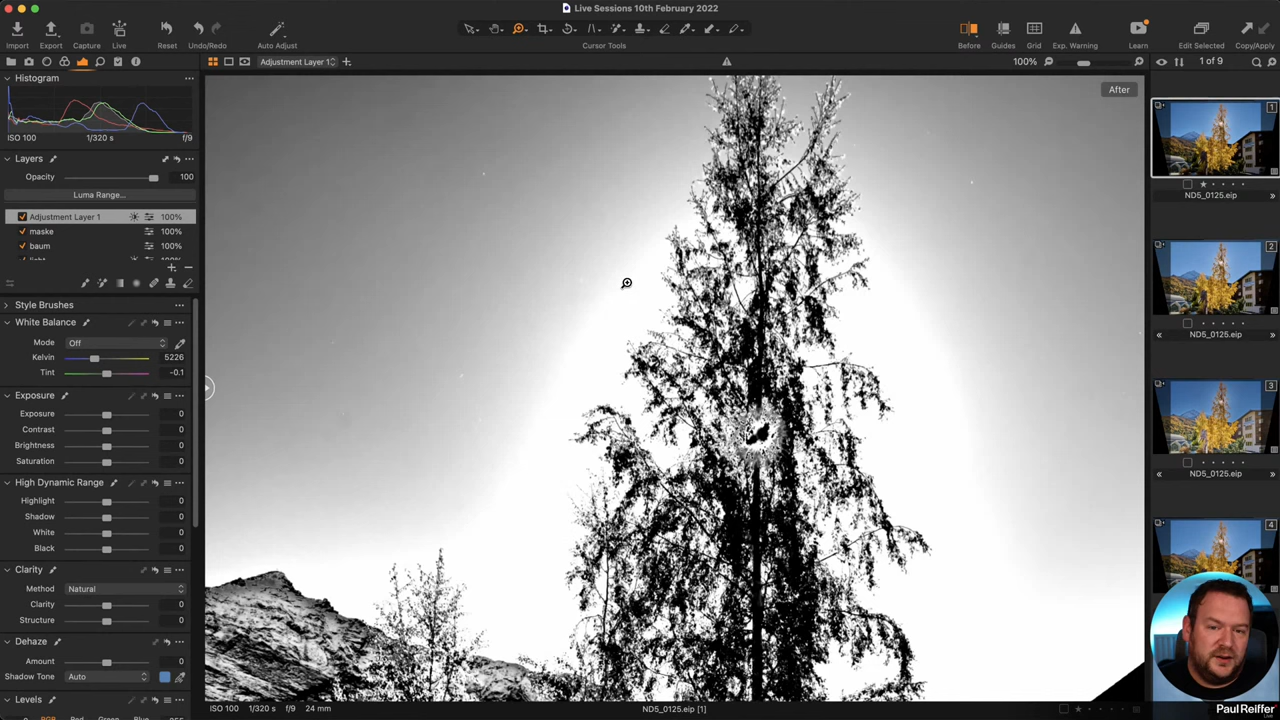 Live Sessions 10th February 2022
Import
Export
Capture
Live
Reset
Undo/Redo
Auto Adjust
Cursor Tools
Before
Guides
Grid
Exp. Warning
Learn
Edit Selected
Copy/Apply
Adjustment Layer 1
100%
1 of 9
Histogram
ISO 100 1/320 s f/9
Layers
Opacity 100
Luma Range...
Adjustment Layer 1 100%
maske 100%
baum 100%
Style Brushes
White Balance
Mode Off
Kelvin 5226
Tint -0.1
Exposure
Exposure 0
Contrast 0
Brightness 0
Saturation 0
High Dynamic Range
Highlight 0
Shadow 0
White 0
Black 0
Clarity
Method Natural
Clarity 0
Structure 0
Dehaze
Amount 0
Shadow Tone Auto
Levels
After
ISO 100 1/320 s f/9 24 mm
ND5_0125.eip [1]
1
ND5_0125.eip
2
ND5_0125.eip
3
ND5_0125.eip
4
Paul Reiffer